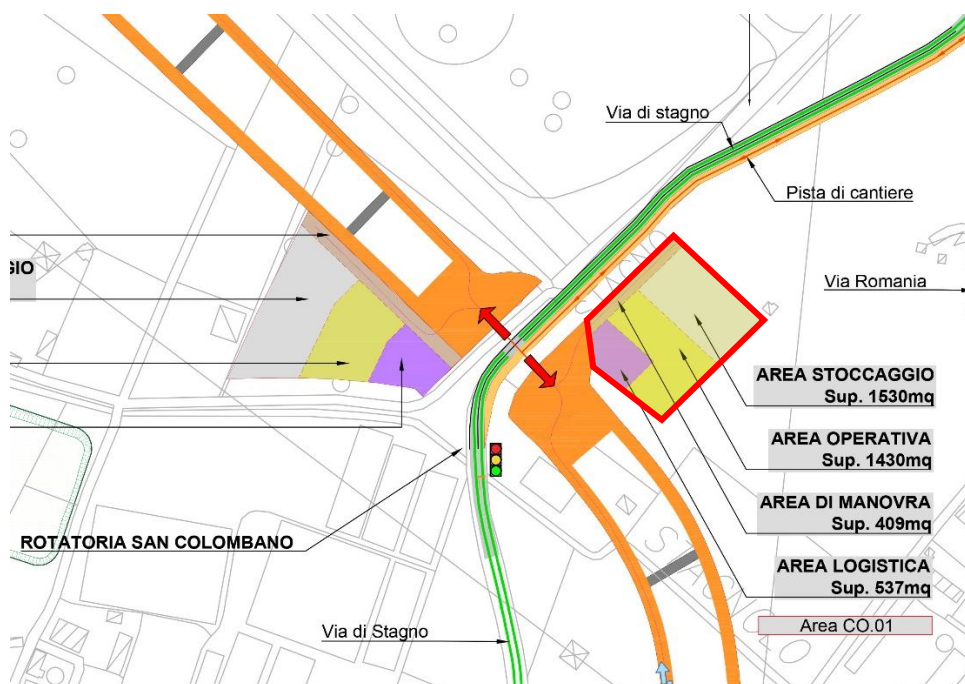 Via di stagno
Pista di cantiere
GIO
Via Romania
AREA STOCCAGGIO
Sup. 1530mq
AREA OPERATIVA
Sup. 1430mq
AREA DI MANOVRA
Sup. 409mq
ROTATORIA SAN COLOMBANO
AREA LOGISTICA
Sup. 537mq
Area CO.01
Via di Stagno